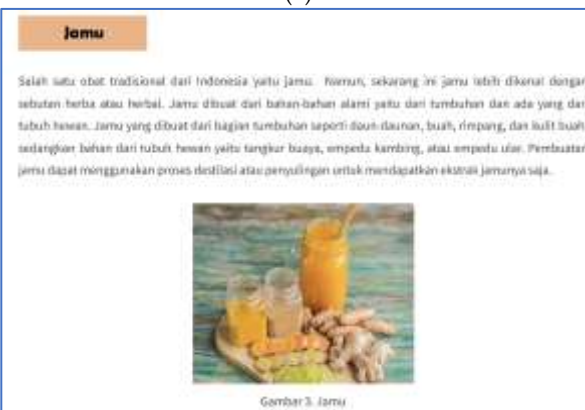 Jamu
Salah satu obat tradisional dari Indonesia yaitu jamu. Namun, sekarang ini jamu lebih dikenal dengan
sebutan herba atau herbal. Jamu dibuat dari bahan-bahan alami yaitu dari tumbuhan dan ada yang dari
tubuh hewan. Jamu yang dibuat dari bagian tumbuhan seperti daun-daunan, buah, rimpang, dan kulit buah
sedangkan bahan dari tubuh hewan yaitu tangkur buaya, empedu kambing, atau empedu ular. Pembuatan
jamu dapat menggunakan proses destilasi atau penyulingan untuk mendapatkan ekstrak jamunya saja.
Gambar 3. Jamu